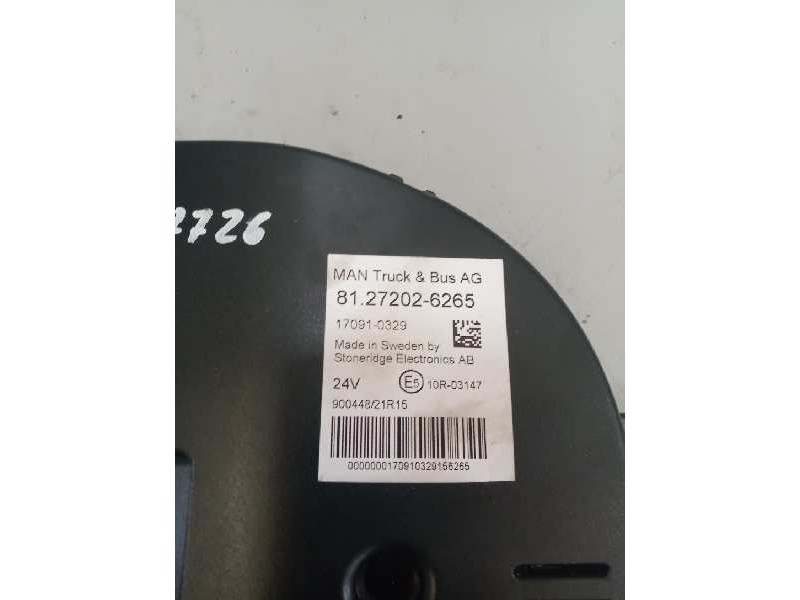 2726
MAN Truck & Bus AG
81.27202-6265
17091-0329
Made in Sweden by
Stoneridge Electronics AB
24V E5 10R-03147
900448/21R15
0000000170910329156265